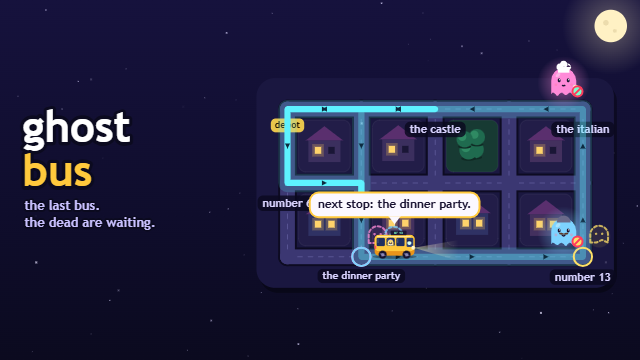 ghost
bus
the last bus.
the dead are waiting.
depot
the castle
the italian
number
next stop: the dinner party.
the dinner party
number 13